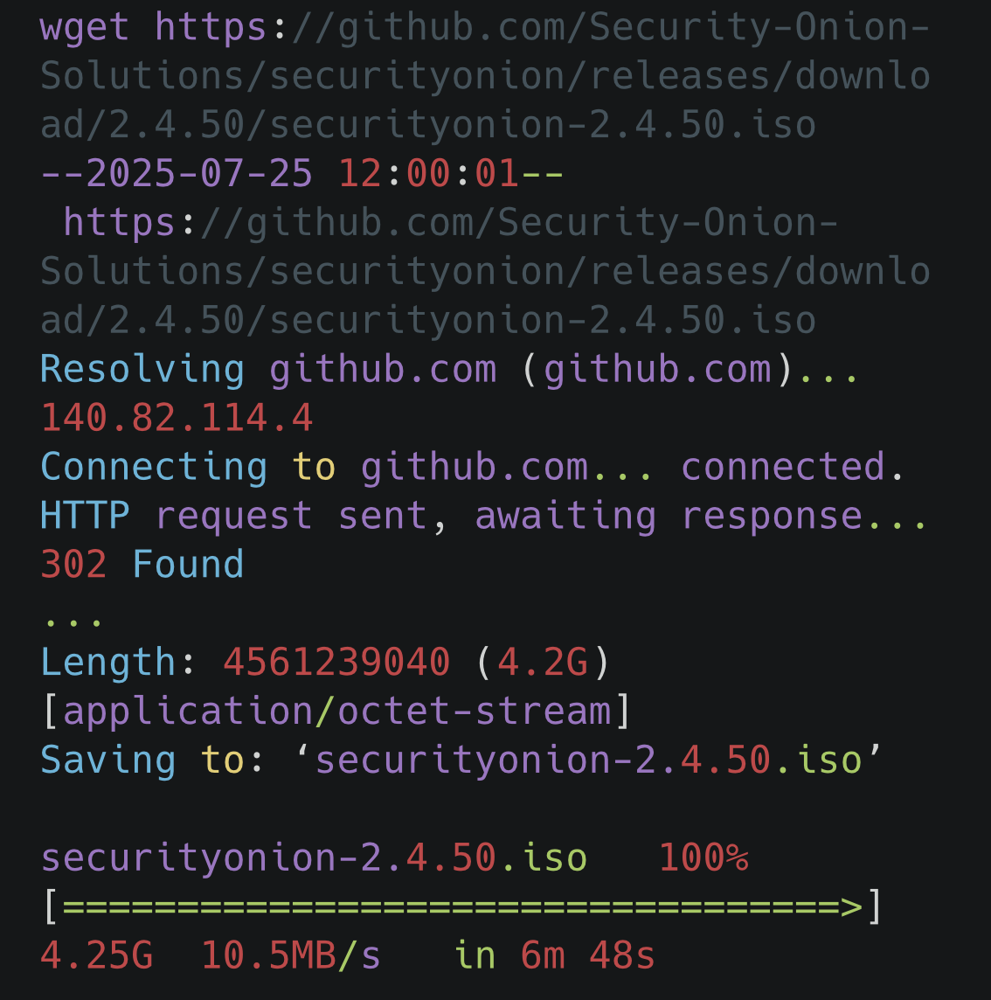 wget https://github.com/Security-Onion-
Solutions/securityonion/releases/downlo
ad/2.4.50/securityonion-2.4.50.iso
--2025-07-25 12:00:01--
https://github.com/Security-Onion-
Solutions/securityonion/releases/downlo
ad/2.4.50/securityonion-2.4.50.iso
Resolving github.com (github.com)...
140.82.114.4
Connecting to github.com... connected.
HTTP request sent, awaiting response...
302 Found
...
Length: 4561239040 (4.2G)
[application/octet-stream]
Saving to: ‘securityonion-2.4.50.iso’
securityonion-2.4.50.iso   100%
[==================================>]
4.25G  10.5MB/s   in 6m 48s